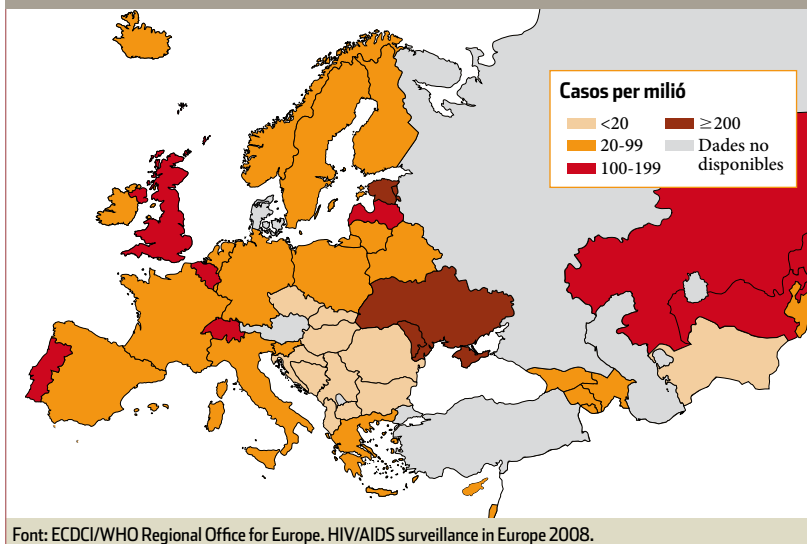 Casos per milió
<20
20-99
100-199
≥200
Dades no
disponibles
Font: ECDCI/WHO Regional Office for Europe. HIV/AIDS surveillance in Europe 2008.